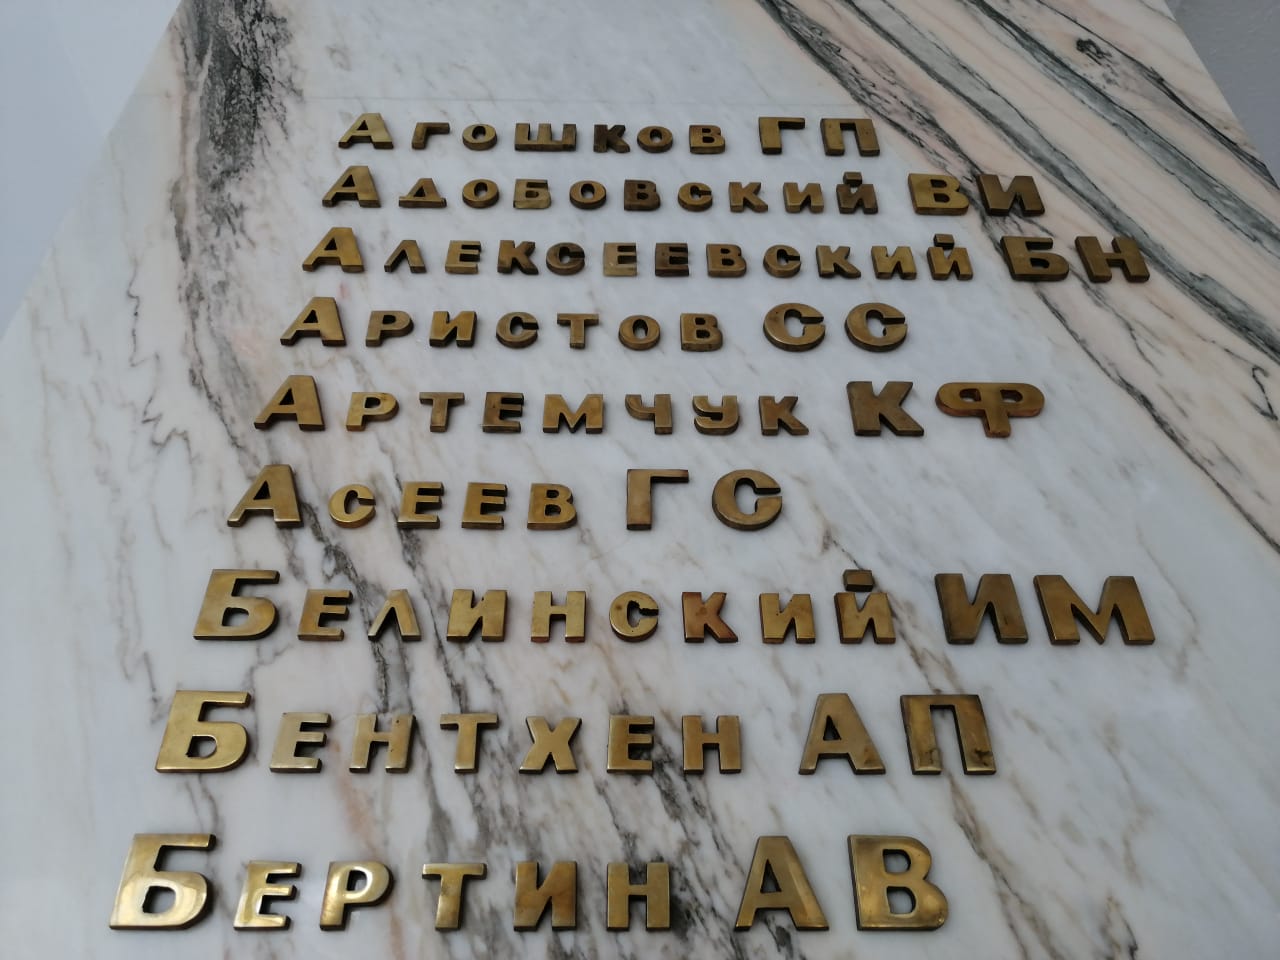 Агошков ГП
Адобовский ВИ
Алексеевский БН
Аристов СС
Артемчук КФ
Асеев ГС
Белинский ИМ
Бентхен АП
Бертин АВ